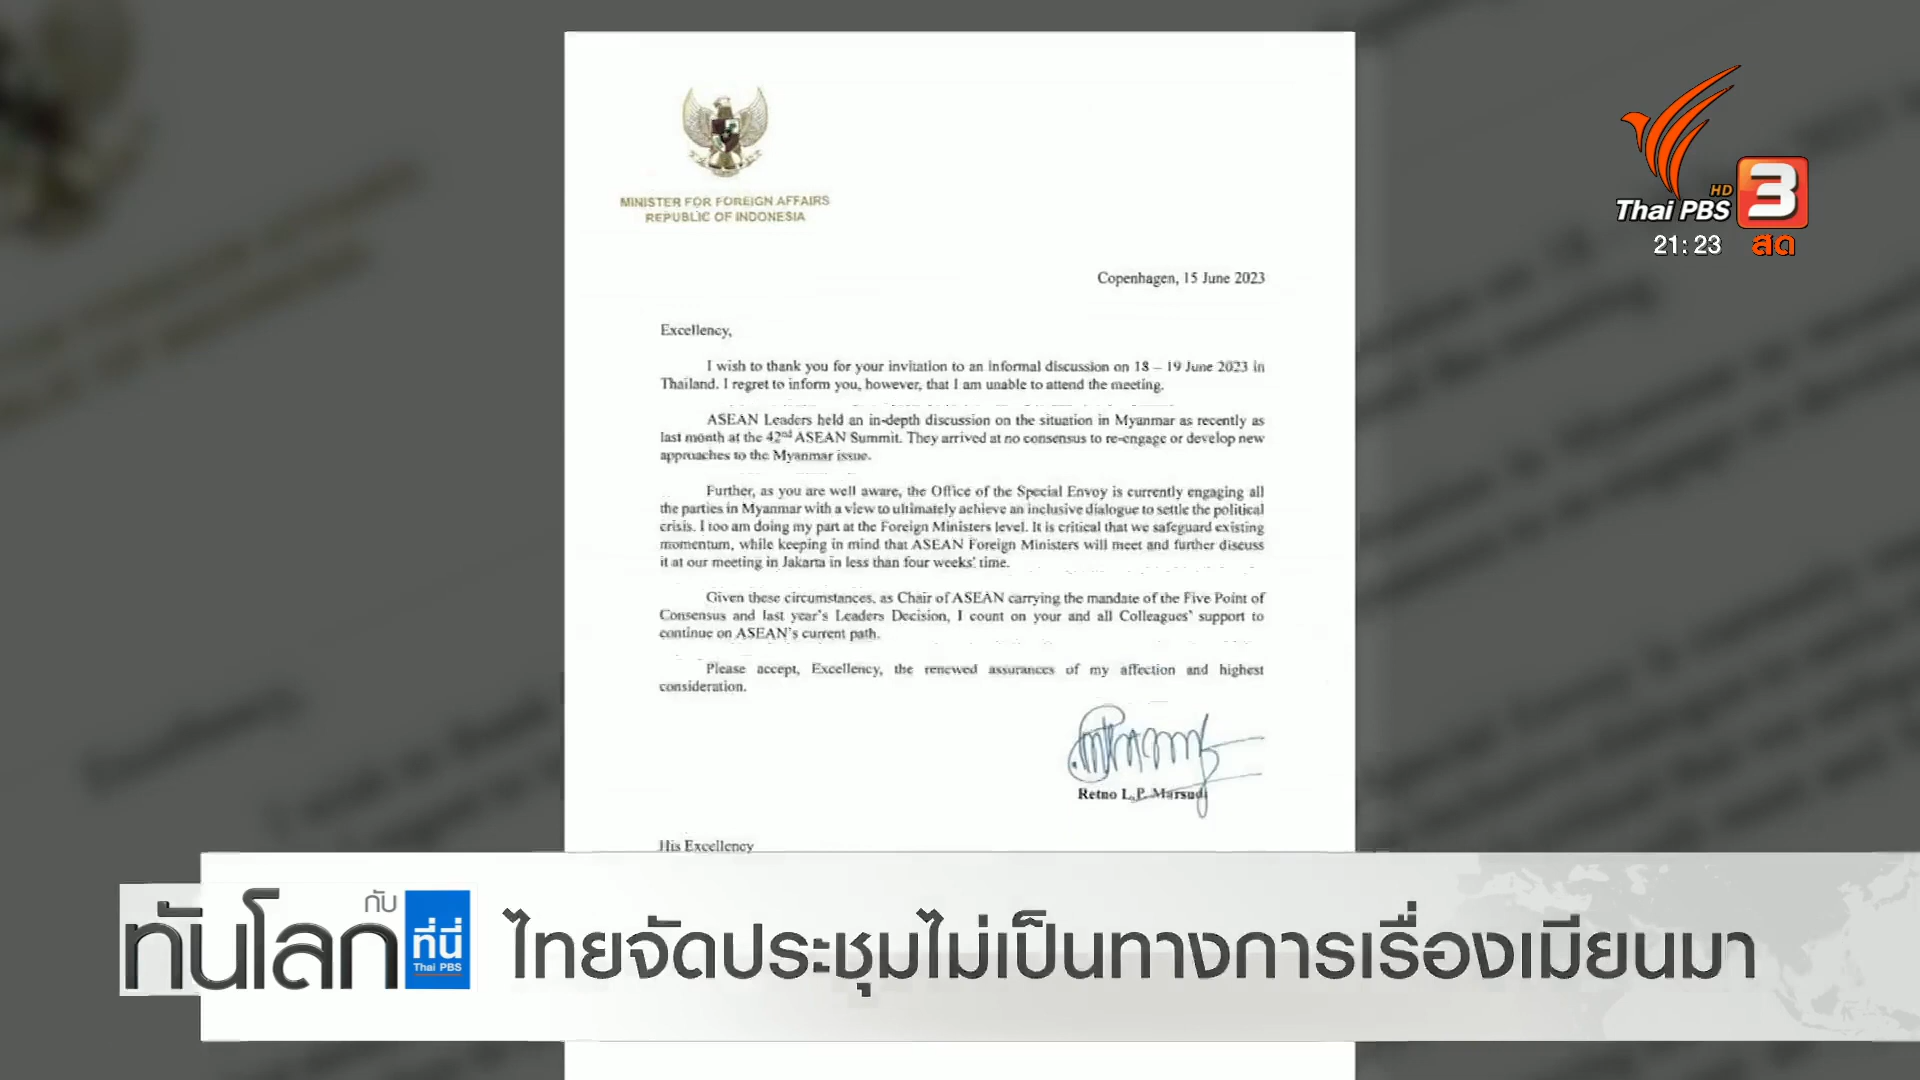 MINISTER FOR FOREIGN AFFAIRS
REPUBLIC OF INDONESIA
HD
Thai PBS 3
21:23 สด
Copenhagen, 15 June 2023
Excellency,
I wish to thank you for your invitation to an informal discussion on 18 – 19 June 2023 in
Thailand. I regret to inform you, however, that I am unable to attend the meeting.
ASEAN Leaders held an in-depth discussion on the situation in Myanmar as recently as
last month at the 42nd ASEAN Summit. They arrived at no consensus to re-engage or develop new
approaches to the Myanmar issue.
Further, as you are well aware, the Office of the Special Envoy is currently engaging all
the parties in Myanmar with a view to ultimately achieve an inclusive dialogue to settle the political
crisis. I too am doing my part at the Foreign Ministers level. It is critical that we safeguard existing
momentum, while keeping in mind that ASEAN Foreign Ministers will meet and further discuss
it at our meeting in Jakarta in less than four weeks' time.
Given these circumstances, as Chair of ASEAN carrying the mandate of the Five Point of
Consensus and last year's Leaders Decision, I count on your and all Colleagues' support to
continue on ASEAN's current path.
Please accept, Excellency, the renewed assurances of my affection and highest
consideration.
Retno L.P. Marsudi
His Excellency
ทันโลก กับ ที่นี่ Thai PBS
ไทยจัดประชุมไม่เป็นทางการเรื่องเมียนมา